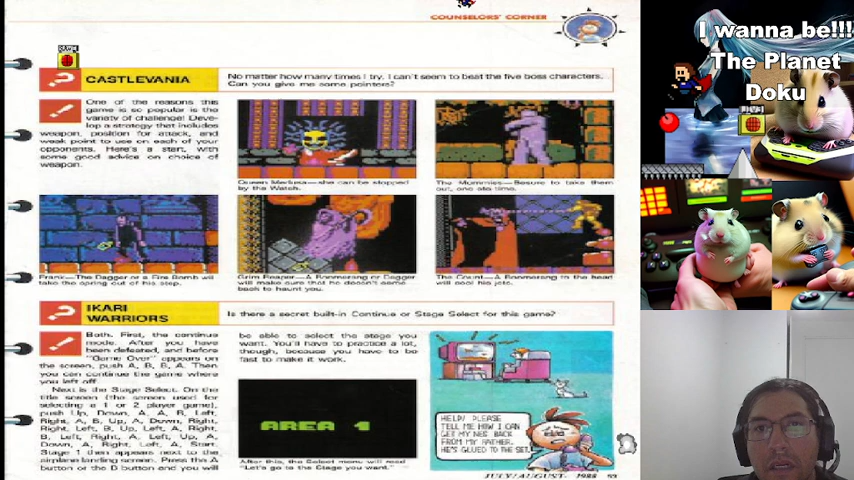 COUNSELORS' CORNER
CASTLEVANIA
No matter how many times I try, I can't seem to beat the five boss characters.
Can you give me some pointers?
One of the reasons this
game is so popular is the
variety of challenge! Deve-
lop a strategy that includes
weapon, position for attack, and
weak point to use on each of your
opponents. Here's a start, with
some good advice on choice of
weapon.
Queen Medusa—she can be stopped
by the Watch.
The Mummies—Be sure to take them
out, one at a time.
Frank—The Dagger or a Fire Bomb will
take the spring out of his step.
Grim Reaper—A Boomerang or Dagger
will make sure that he doesn't come
back to haunt you.
The Count—A Boomerang to the head
will cool his jets.
IKARI
WARRIORS
Is there a secret built-in Continue or Stage Select for this game?
Both. First, the continue
mode. After you have
been defeated, and before
"Game Over" appears on
the screen, push A, B, B, A. Then
you can continue the game where
you left off.
Next is the Stage Select. On the
title screen (the screen used for
selecting a 1 or 2 player game),
push Up, Down, A, A, B, Left,
Right, A, B, Up, A, Down, Right,
Right, Left, B, Up, Left, A, Right,
B, Left, Right, A, Left, Up, A,
Down, A, Right, Left, A, Start.
Stage 1 then appears next to the
airplane landing screen. Press the A
button or the B button and you will
be able to select the stage you
want. You'll have to practice a lot,
though, because you have to be
fast to make it work.
AREA 1
After this, the Select menu will read
"Let's go to the Stage you want."
HELP! PLEASE
TELL ME HOW I CAN
GET MY NES BACK
FROM MY FATHER.
HE'S GLUED TO THE SET.
JULY/AUGUST · 1988 59
I wanna be!!!
The Planet
Doku